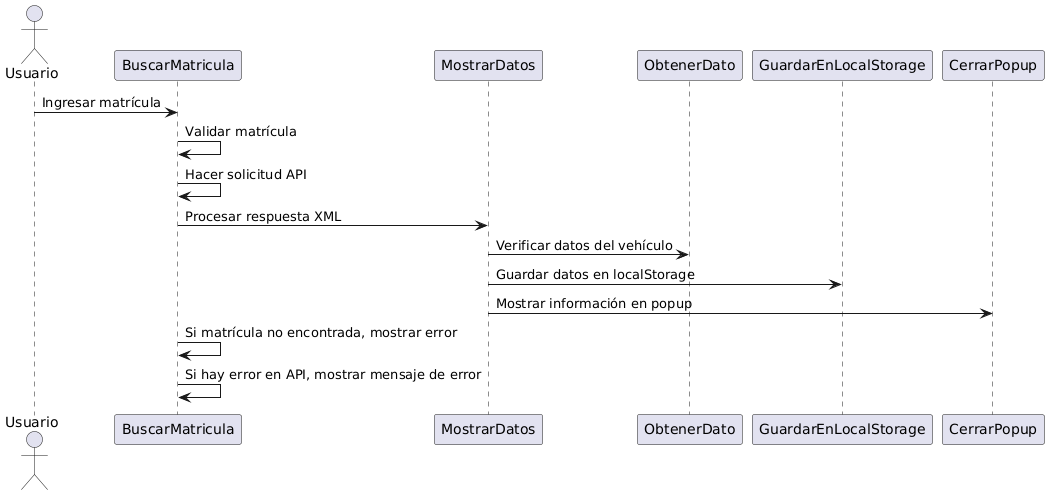 Usuario
BuscarMatricula
MostrarDatos
ObtenerDato
GuardarEnLocalStorage
CerrarPopup
Ingresar matrícula
Validar matrícula
Hacer solicitud API
Procesar respuesta XML
Verificar datos del vehículo
Guardar datos en localStorage
Mostrar información en popup
Si matrícula no encontrada, mostrar error
Si hay error en API, mostrar mensaje de error
Usuario
BuscarMatricula
MostrarDatos
ObtenerDato
GuardarEnLocalStorage
CerrarPopup